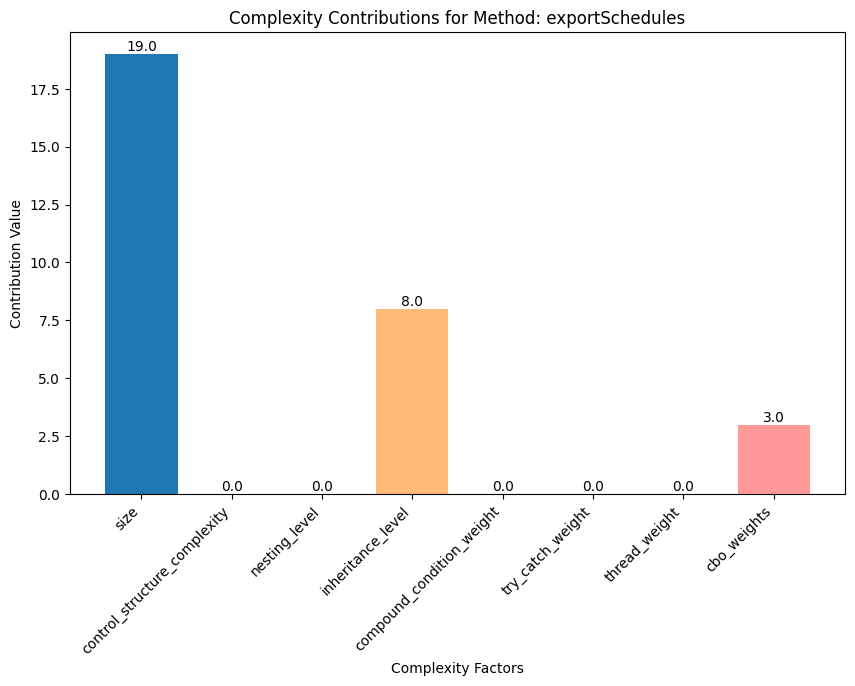 Complexity Contributions for Method: exportSchedules
Contribution Value
17.5
15.0
12.5
10.0
7.5
5.0
2.5
0.0
19.0
0.0
0.0
8.0
0.0
0.0
0.0
3.0
size
control_structure_complexity
nesting_level
inheritance_level
compound_condition_weight
try_catch_weight
thread_weight
cbo_weights
Complexity Factors